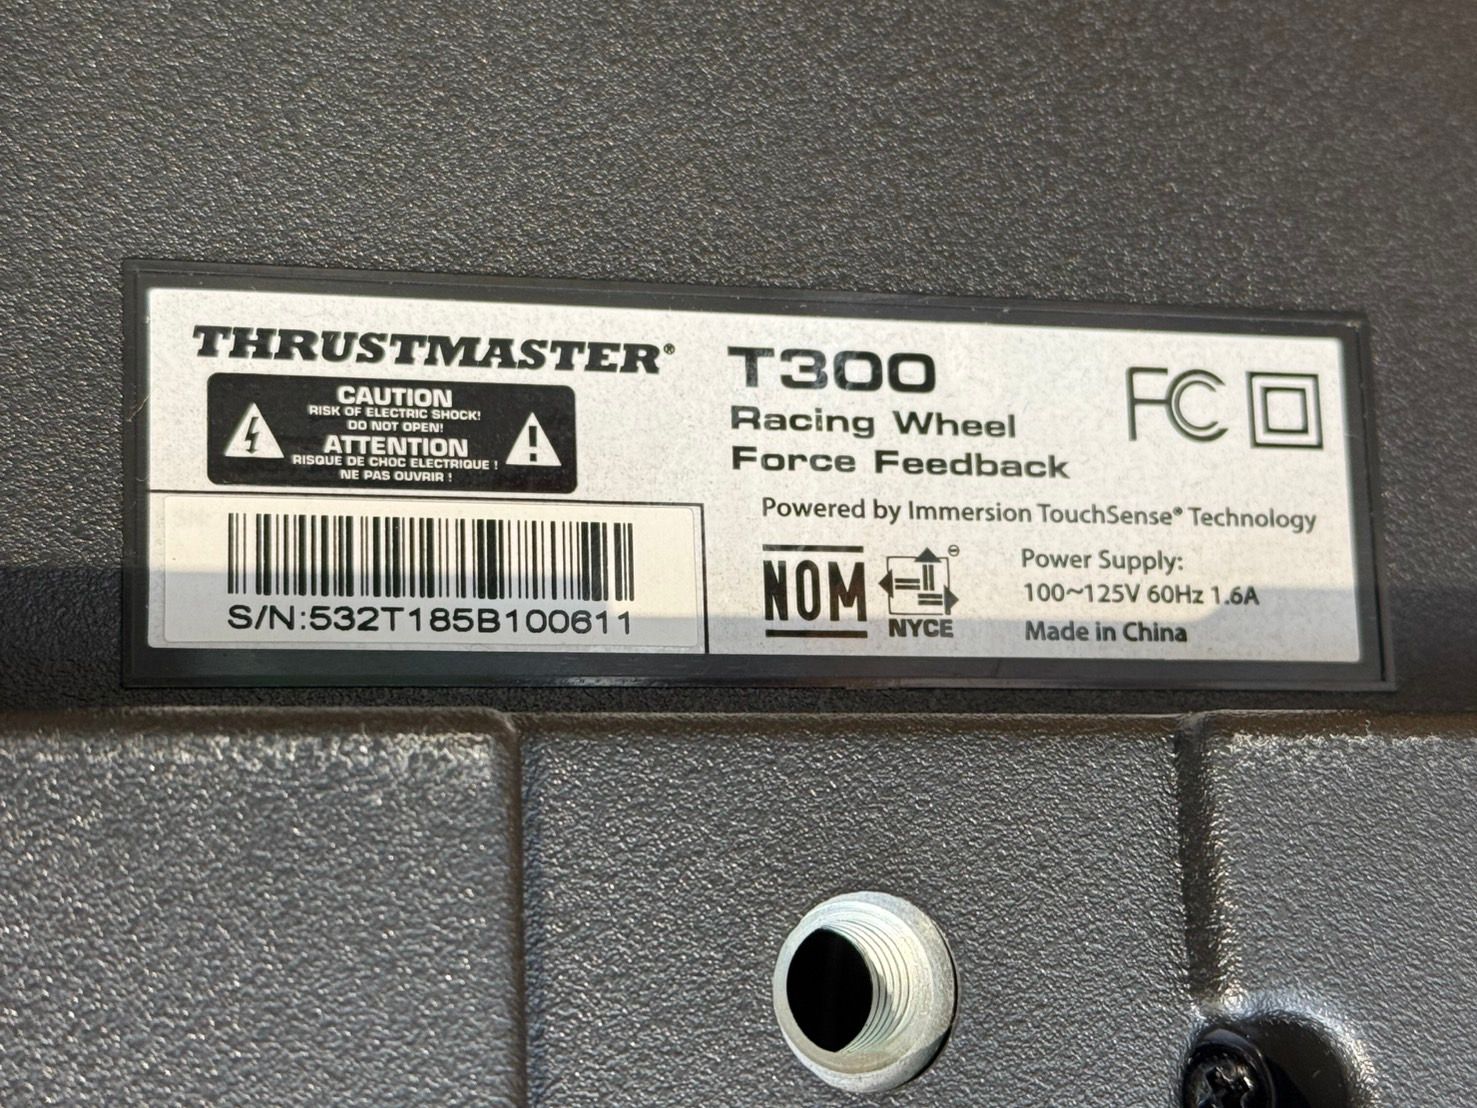 THRUSTMASTER®
CAUTION
RISK OF ELECTRIC SHOCK!
DO NOT OPEN!
ATTENTION
RISQUE DE CHOC ELECTRIQUE !
NE PAS OUVRIR !
S/N:532T185B100611
T300
Racing Wheel
Force Feedback
FC
Powered by Immersion TouchSense® Technology
NOM
NYCE
Power Supply:
100~125V 60Hz 1.6A
Made in China